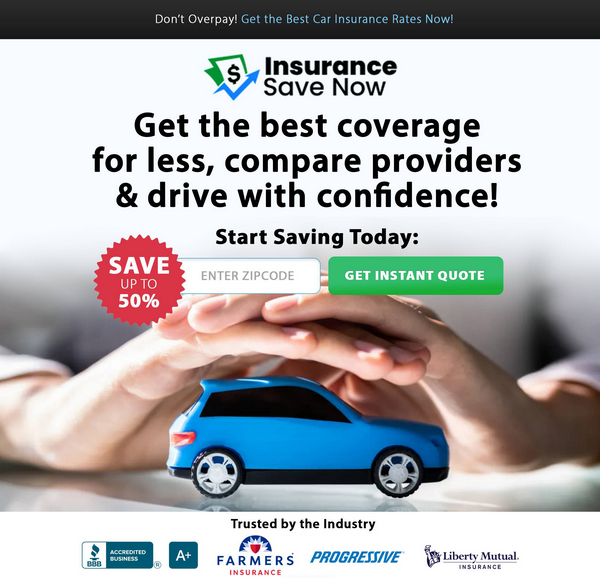 Don't Overpay! Get the Best Car Insurance Rates Now!
$
Insurance
Save Now
Get the best coverage
for less, compare providers
& drive with confidence!
Start Saving Today:
SAVE
UP TO
50%
ENTER ZIPCODE
GET INSTANT QUOTE
Trusted by the Industry
BBB
ACCREDITED
BUSINESS
®
A+
FARMERS
INSURANCE
PROGRESSIVE
Liberty Mutual.
INSURANCE